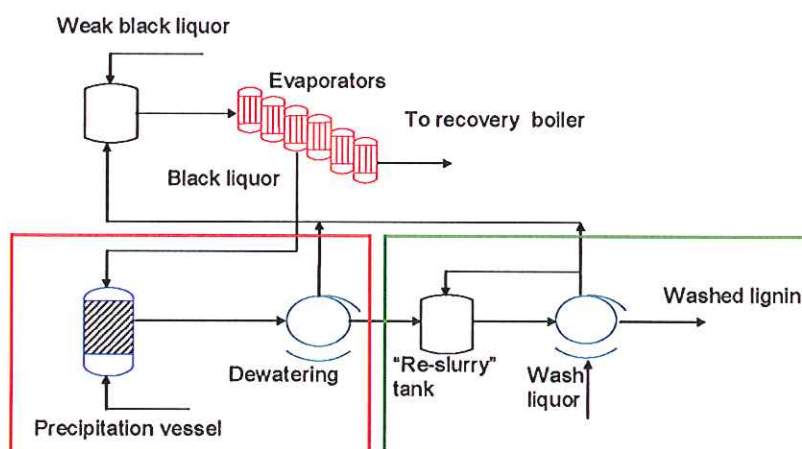 Weak black liquor
Evaporators
To recovery boiler
Black liquor
Washed lignin
Dewatering
"Re-slurry"
tank
Wash
liquor
Precipitation vessel